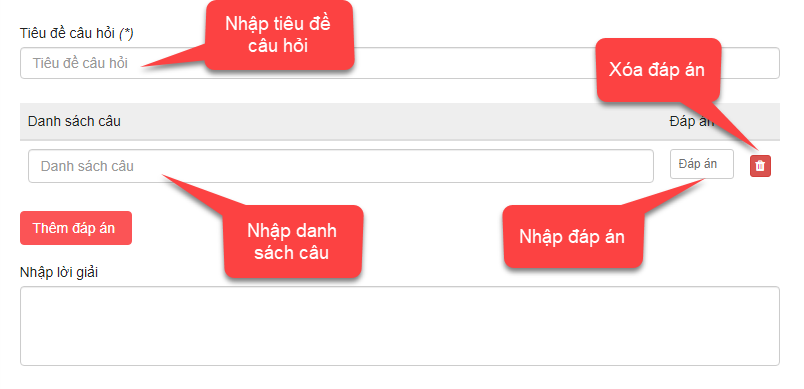 Nhập tiêu đề
câu hỏi
Tiêu đề câu hỏi (*)
Tiêu đề câu hỏi
Xóa đáp án
Danh sách câu
Đáp án
Danh sách câu
Đáp án
Thêm đáp án
Nhập danh
sách câu
Nhập đáp án
Nhập lời giải